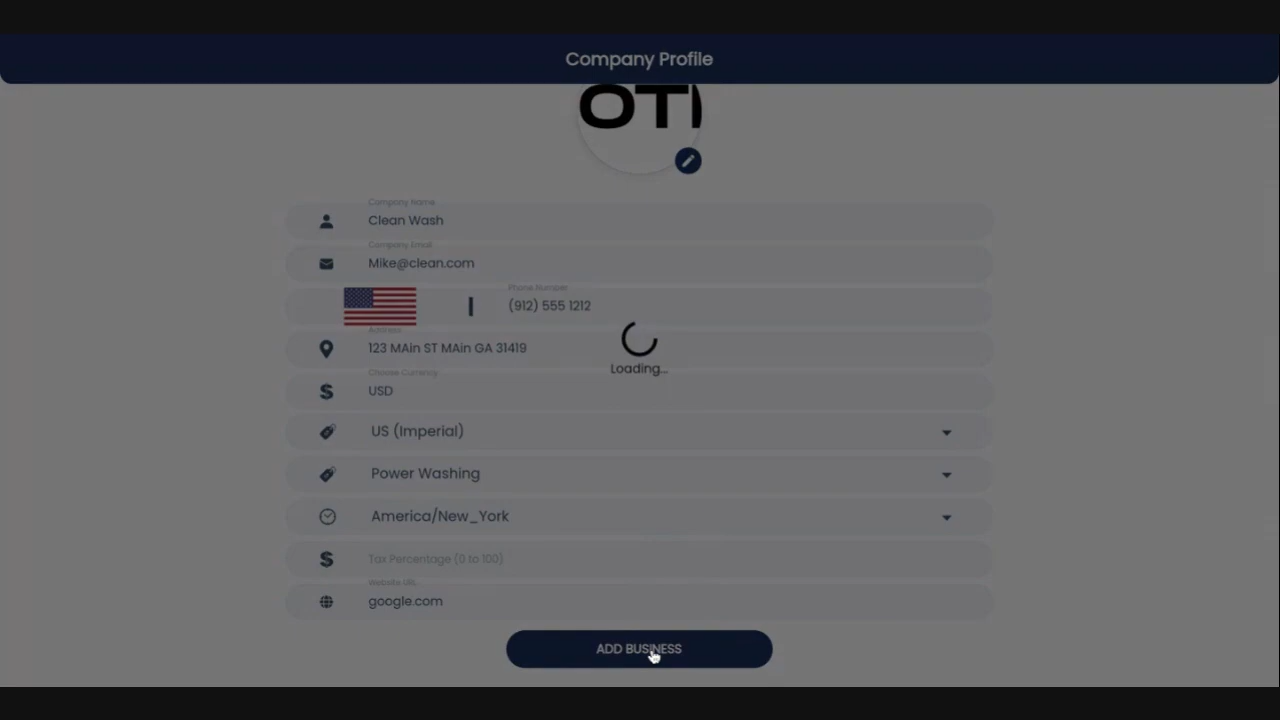 Company Profile
OTI
Company Name
Clean Wash
Company Email
Mike@clean.com
Phone Number
(912) 555 1212
Address
123 MAin ST MAin GA 31419
Choose Currency
USD
US (Imperial)
Power Washing
America/New_York
Tax Percentage (0 to 100)
Website URL
google.com
Loading...
ADD BUSINESS